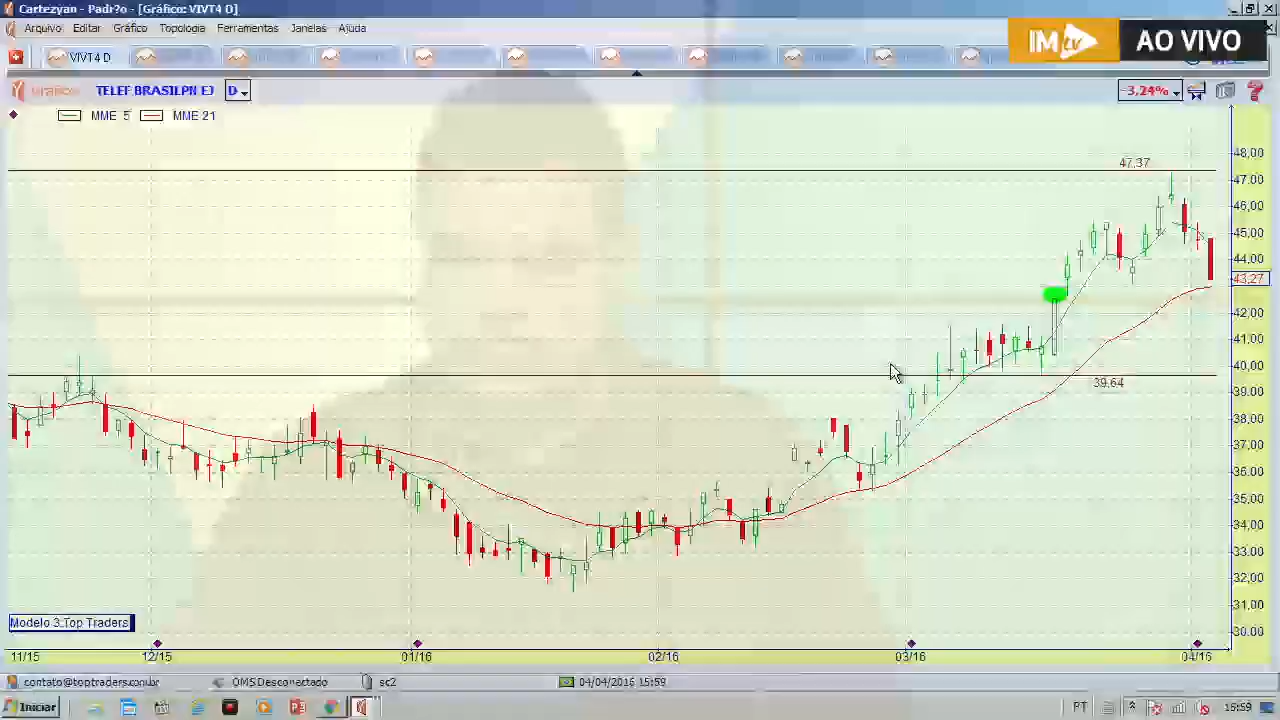 Cartezyan - Padr?o - [Gráfico: VIVT4 D]
Arquivo Editar Gráfico Topologia Ferramentas Janelas Ajuda
IM TV AO VIVO
VIVT4 D
Gráfico TELEF BRASILPN EJ D -3,24%
MME 5 MME 21
47,37
39,64
48,00
47,00
46,00
45,00
44,00
43,27
42,00
41,00
40,00
39,00
38,00
37,00
36,00
35,00
34,00
33,00
32,00
31,00
30,00
Modelo 3.Top Traders
11/15 12/15 01/16 02/16 03/16 04/16
contato@toptraders.com.br OMS Desconectado sc2 04/04/2016 15:59
Iniciar PT 15:59